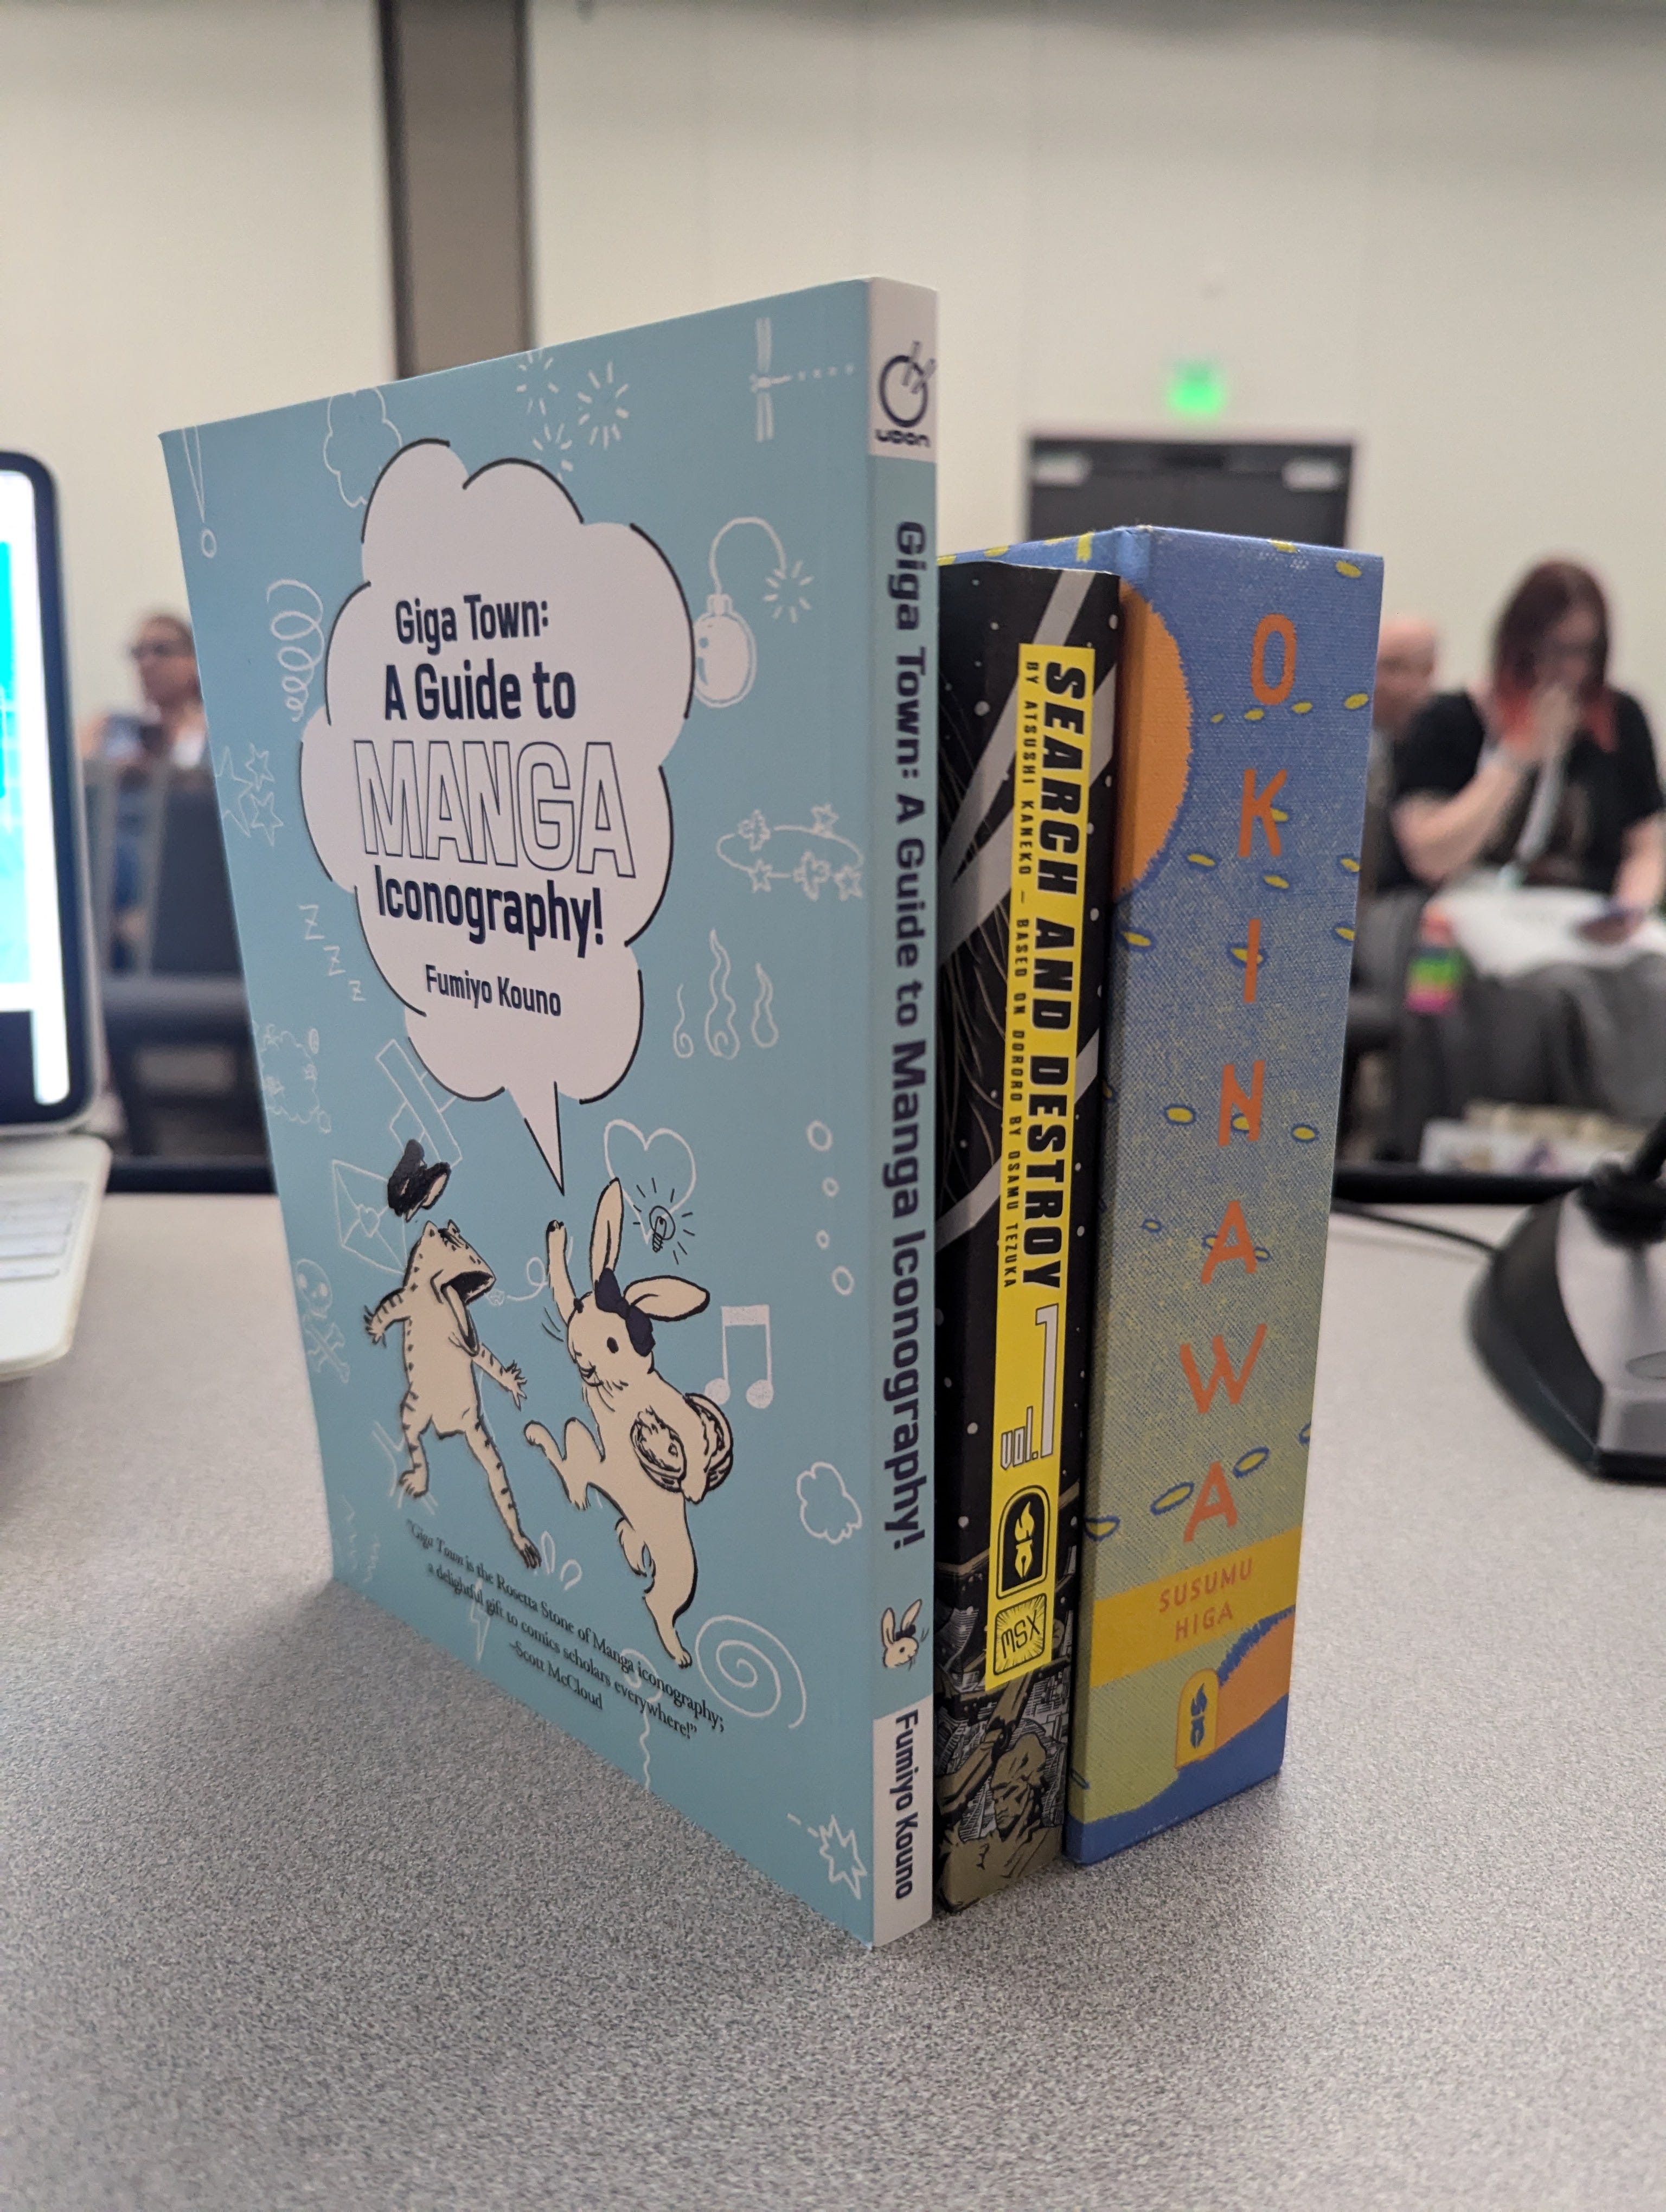 Giga Town:
A Guide to
MANGA
Iconography!
Fumiyo Kouno
Z
Z
Z
Z
"Giga Town is the Rosetta Stone of Manga iconography;
a delightful gift to comics scholars everywhere!"
–Scott McCloud
UDON
Giga Town: A Guide to Manga Iconography!
Fumiyo Kouno
SEARCH AND DESTROY
BY ATSUSHI KANEKO – BASED ON DORORO BY OSAMU TEZUKA
VOL. 1
MSX
OKINAWA
SUSUMU
HIGA